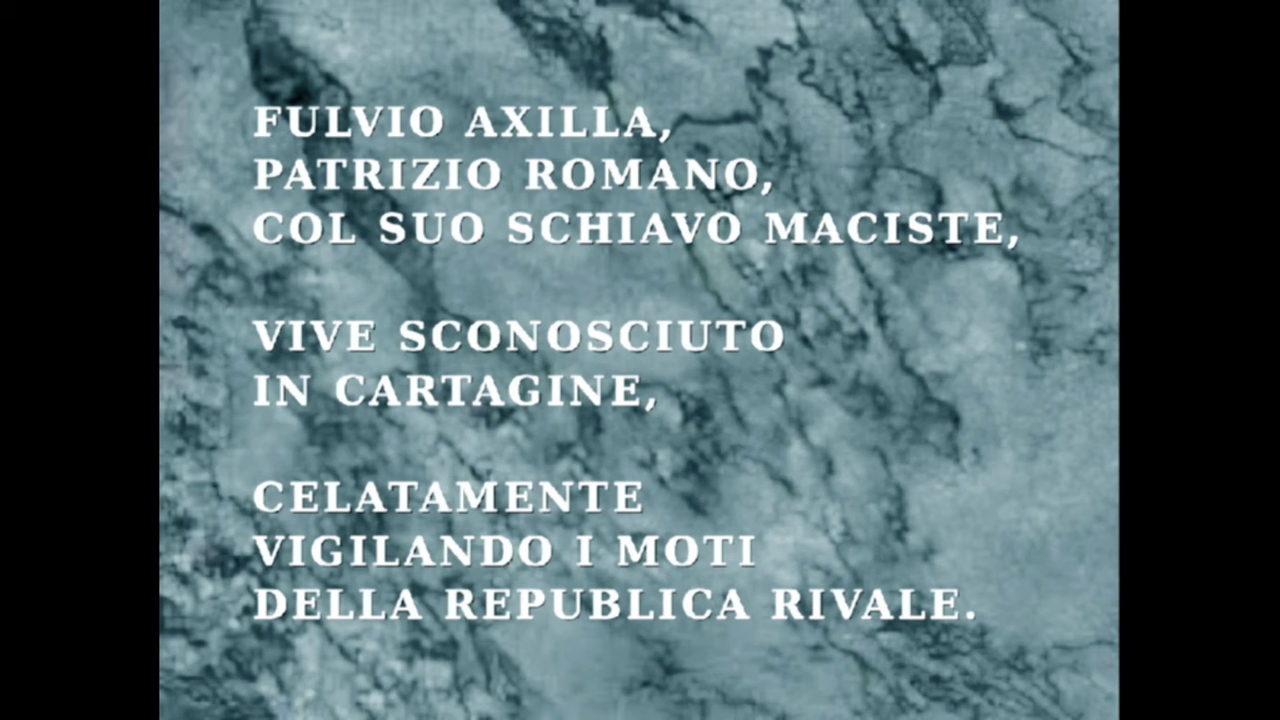 FULVIO AXILLA,
PATRIZIO ROMANO,
COL SUO SCHIAVO MACISTE,
VIVE SCONOSCIUTO
IN CARTAGINE,
CELATAMENTE
VIGILANDO I MOTI
DELLA REPUBLICA RIVALE.